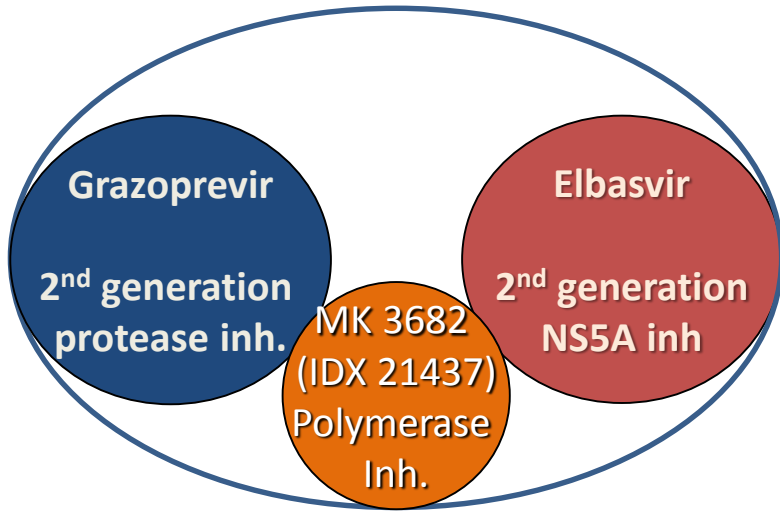 Grazoprevir
2nd generation
protease inh.
MK 3682
(IDX 21437)
Polymerase
Inh.
Elbasvir
2nd generation
NS5A inh